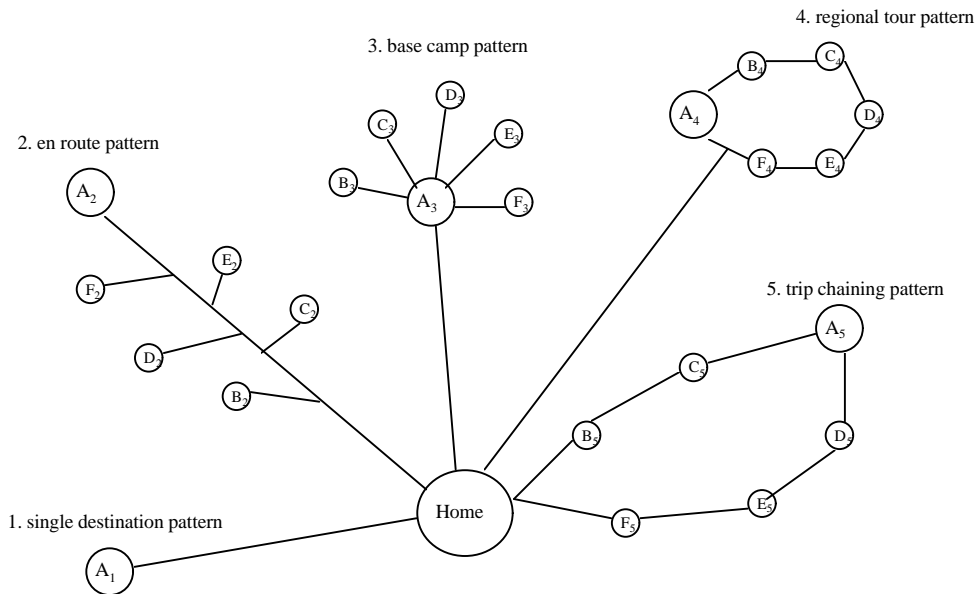 4. regional tour pattern
3. base camp pattern
C₄
B₄
D₃
A₄
D₄
C₃
E₃
2. en route pattern
F₄
E₄
B₃
A₂
A₃
F₃
E₂
F₂
5. trip chaining pattern
C₂
A₅
D₂
C₅
B₂
B₅
D₅
E₅
Home
1. single destination pattern
F₅
A₁